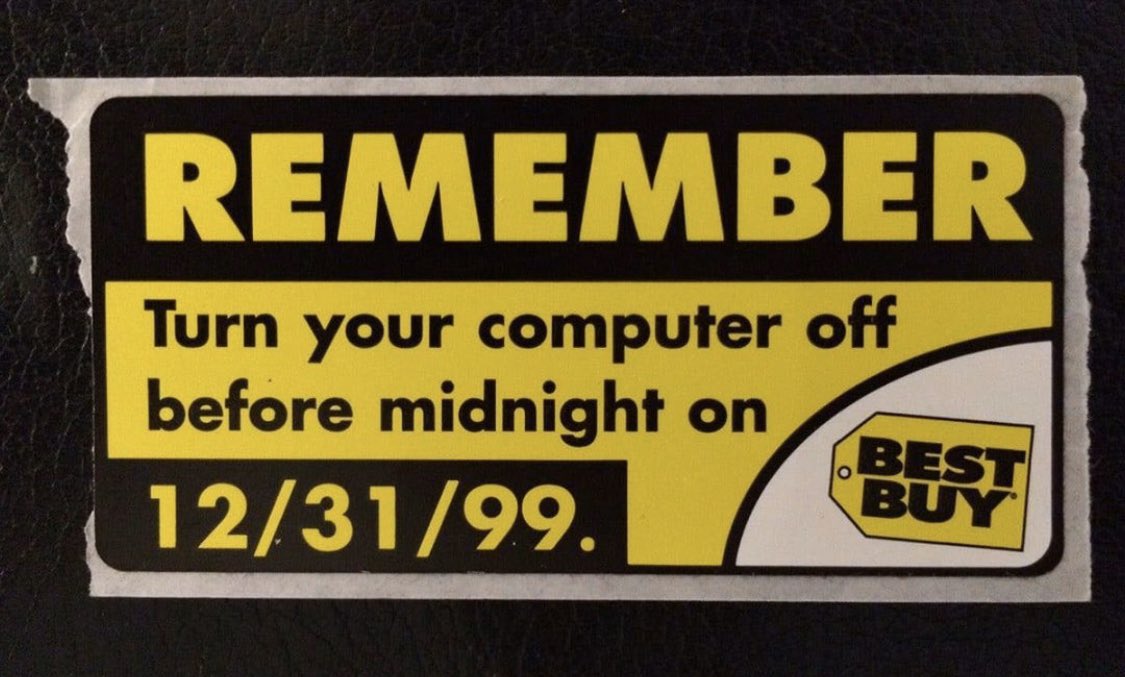 REMEMBER
Turn your computer off
before midnight on
12/31/99.
BEST
BUY®